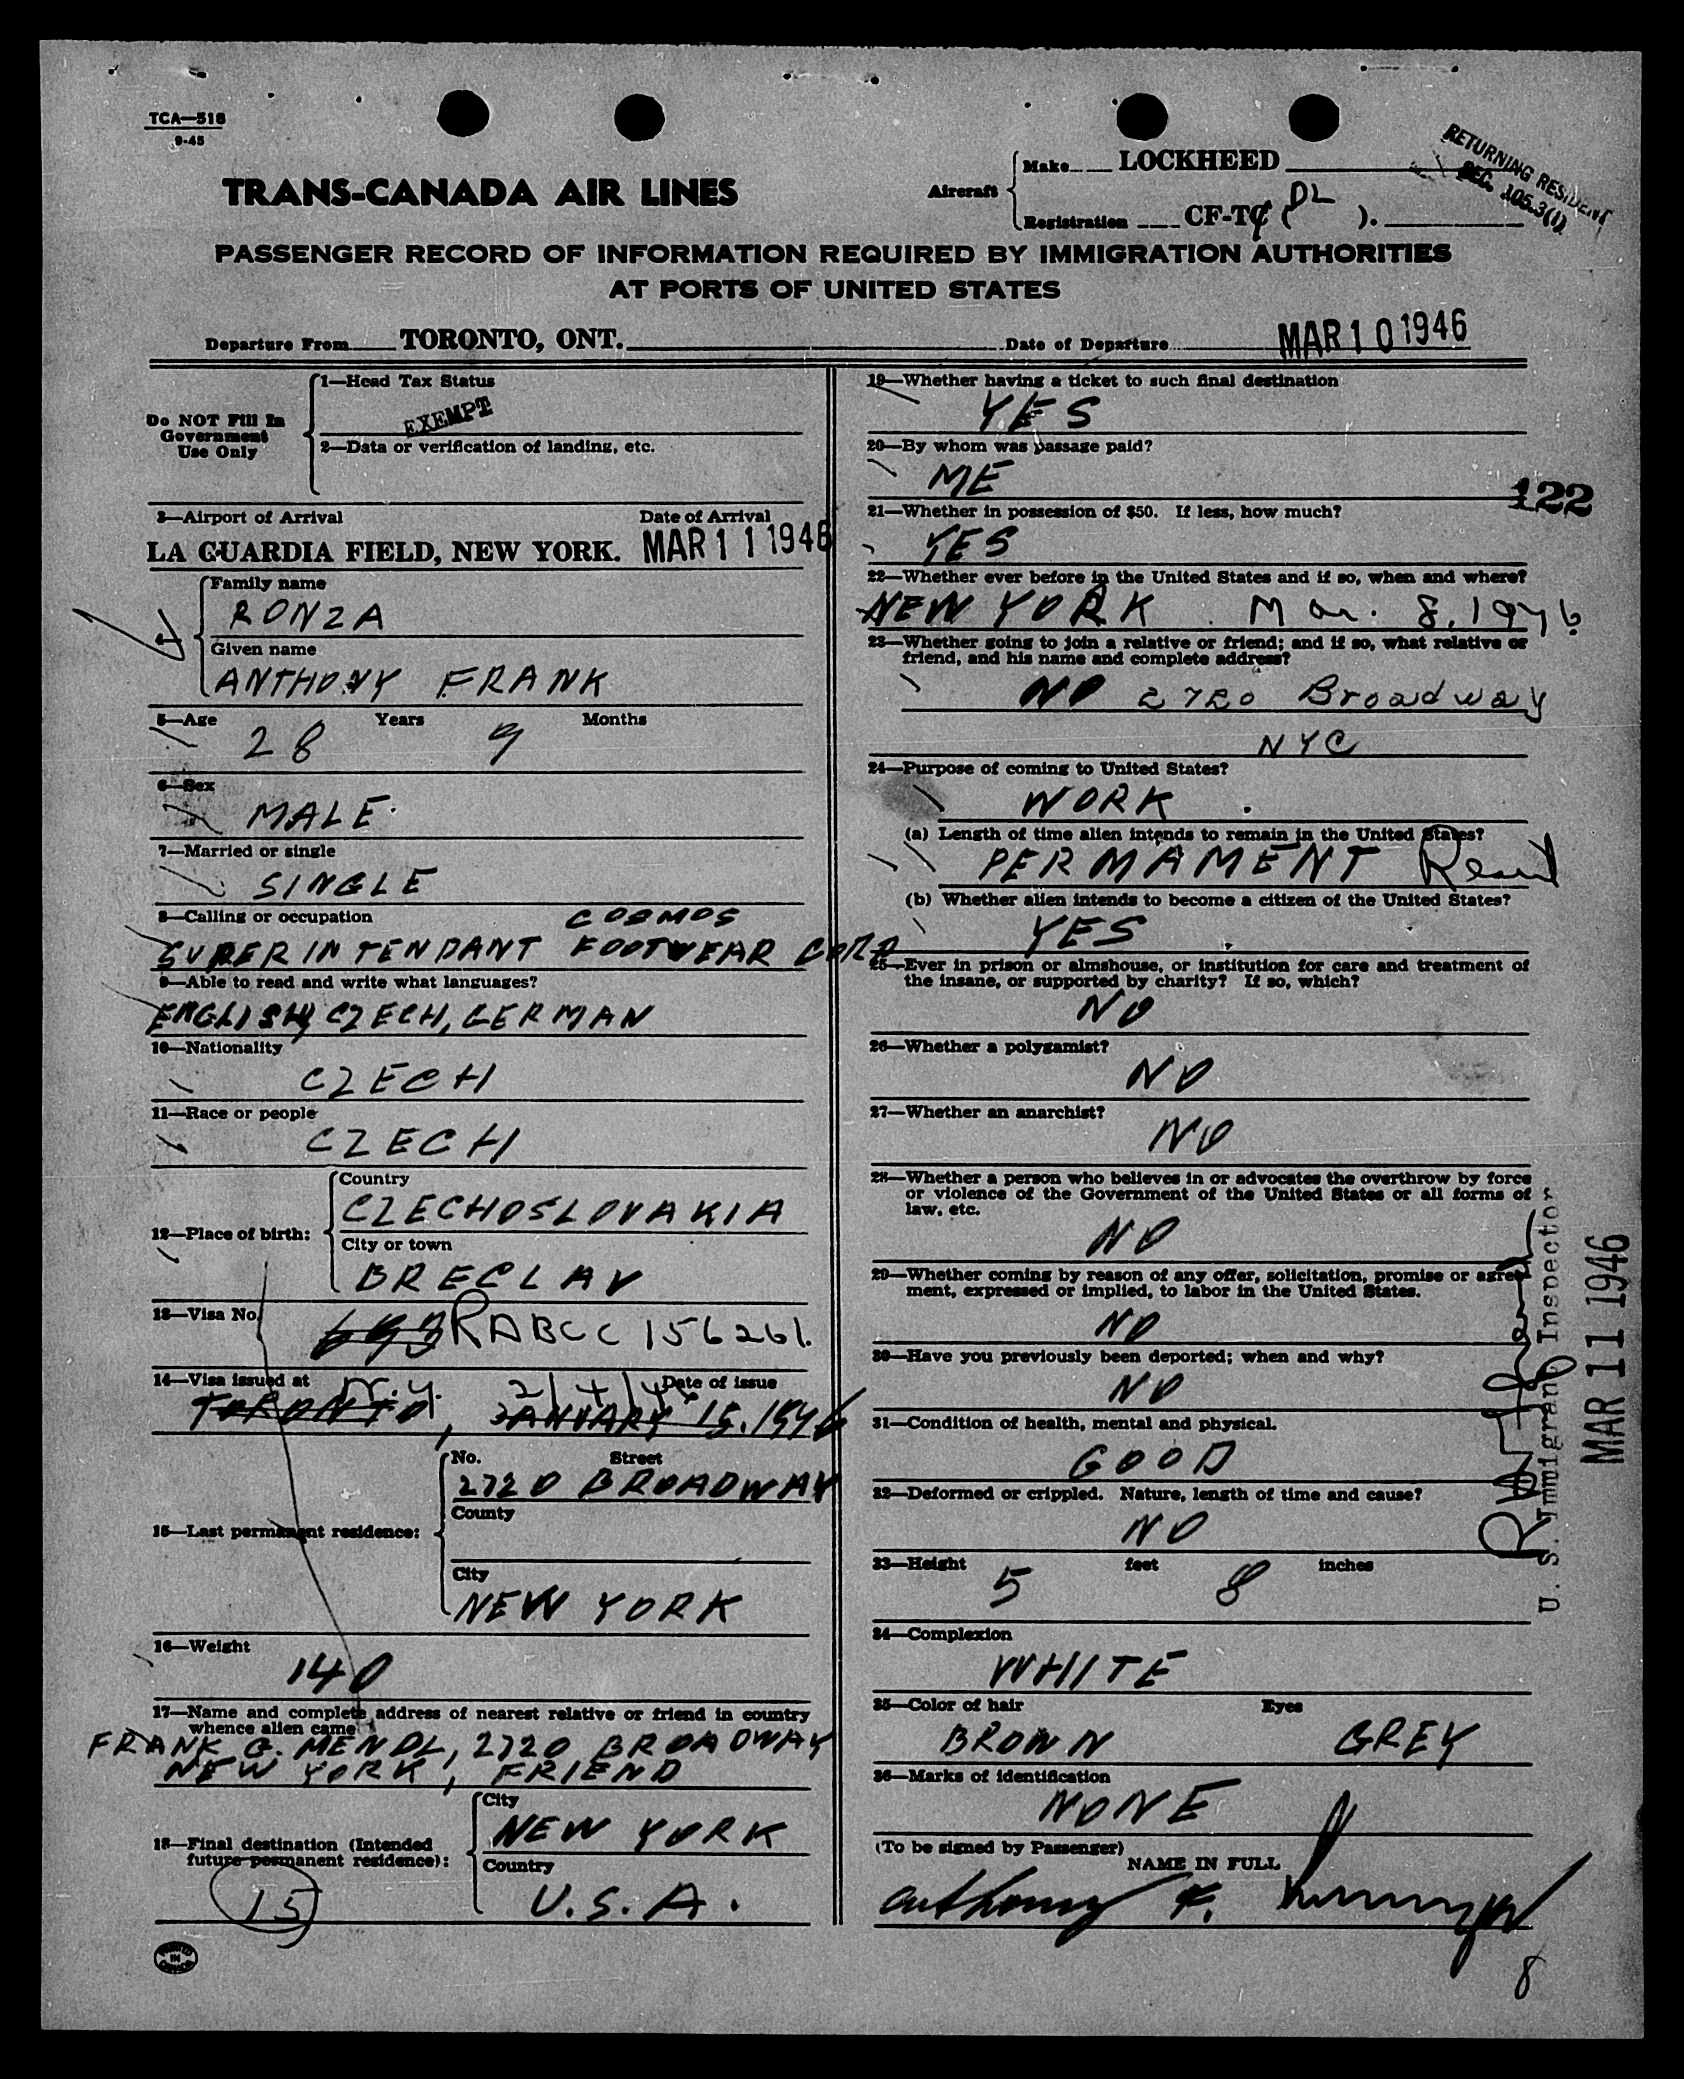 TCA—518
9-45
TRANS-CANADA AIR LINES
Aircraft
Make LOCKHEED
Registration CF-TC ( DL ).
RETURNING RESIDENT
SEC. 105.3(1)
PASSENGER RECORD OF INFORMATION REQUIRED BY IMMIGRATION AUTHORITIES
AT PORTS OF UNITED STATES
Departure From TORONTO, ONT. Date of Departure MAR 10 1946
Do NOT Fill In
Government
Use Only
1—Head Tax Status
EXEMPT
2—Data or verification of landing, etc.
3—Airport of Arrival Date of Arrival
LA GUARDIA FIELD, NEW YORK. MAR 11 1946
4
Family name
RONZA
Given name
ANTHONY FRANK
5—Age Years Months
28 9
6—Sex
MALE
7—Married or single
SINGLE
8—Calling or occupation COSMOS
SUPERINTENDANT FOOTWEAR CORP
9—Able to read and write what languages?
ENGLISH, CZECH, GERMAN
10—Nationality
CZECH
11—Race or people
CZECH
12—Place of birth:
Country
CZECHOSLOVAKIA
City or town
BRECLAV
13—Visa No.
RABCC 156261.
14—Visa issued at N.Y. 2/4/44 Date of issue
TORONTO, JANUARY 15. 1946
15—Last permanent residence:
No. Street
2720 BROADWAY
County
City
NEW YORK
16—Weight
140
17—Name and complete address of nearest relative or friend in country
whence alien came
FRANK G. MENDL, 2720 BROADWAY
NEW YORK, FRIEND
18—Final destination (Intended
future permanent residence):
City
NEW YORK
Country
U.S.A.
15
19—Whether having a ticket to such final destination
YES
20—By whom was passage paid?
ME
122
21—Whether in possession of $50. If less, how much?
YES
22—Whether ever before in the United States and if so, when and where?
NEW YORK. Mar. 8, 1946.
23—Whether going to join a relative or friend; and if so, what relative or
friend, and his name and complete address?
NO 2720 Broadway
NYC
24—Purpose of coming to United States?
WORK.
(a) Length of time alien intends to remain in the United States?
PERMAMENT
(b) Whether alien intends to become a citizen of the United States?
YES
25—Ever in prison or almshouse, or institution for care and treatment of
the insane, or supported by charity? If so, which?
NO
26—Whether a polygamist?
NO
27—Whether an anarchist?
NO
28—Whether a person who believes in or advocates the overthrow by force
or violence of the Government of the United States or all forms of
law, etc.
NO
29—Whether coming by reason of any offer, solicitation, promise or agree-
ment, expressed or implied, to labor in the United States.
NO
30—Have you previously been deported; when and why?
NO
31—Condition of health, mental and physical.
GOOD
32—Deformed or crippled. Nature, length of time and cause?
NO
33—Height feet inches
5 8
34—Complexion
WHITE
35—Color of hair Eyes
BROWN GREY
36—Marks of identification
NONE
(To be signed by Passenger)
NAME IN FULL
Anthony F.
8
U. S. Immigrant Inspector
MAR 11 1946